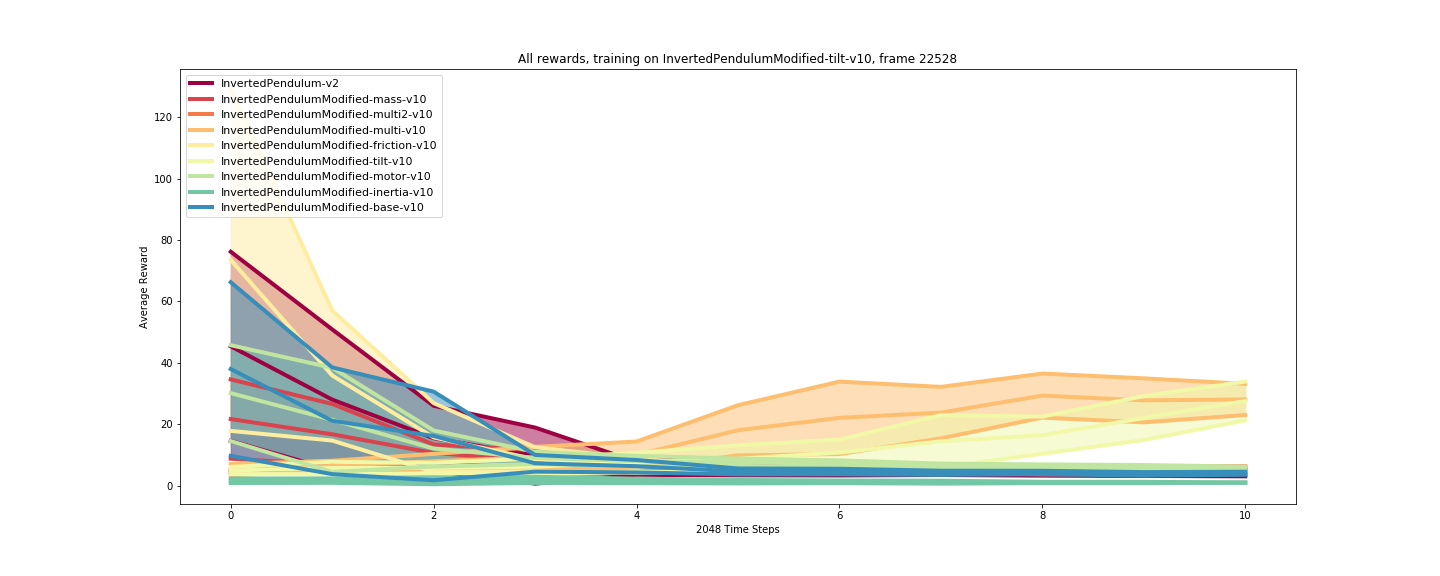 All rewards, training on InvertedPendulumModified-tilt-v10, frame 22528
InvertedPendulum-v2
InvertedPendulumModified-mass-v10
InvertedPendulumModified-multi2-v10
InvertedPendulumModified-multi-v10
InvertedPendulumModified-friction-v10
InvertedPendulumModified-tilt-v10
InvertedPendulumModified-motor-v10
InvertedPendulumModified-inertia-v10
InvertedPendulumModified-base-v10
120
100
80
60
40
20
0
Average Reward
0 2 4 6 8 10
2048 Time Steps